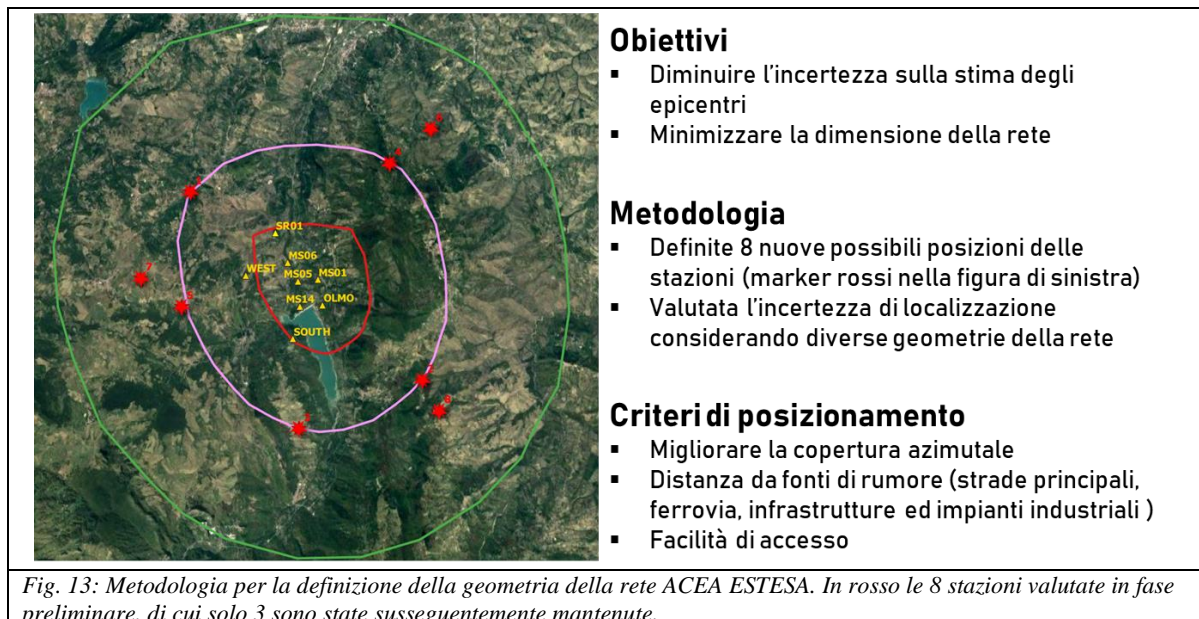 Obiettivi
▪ Diminuire l'incertezza sulla stima degli
epicentri
▪ Minimizzare la dimensione della rete
Metodologia
▪ Definite 8 nuove possibili posizioni delle
stazioni (marker rossi nella figura di sinistra)
▪ Valutata l'incertezza di localizzazione
considerando diverse geometrie della rete
Criteri di posizionamento
▪ Migliorare la copertura azimutale
▪ Distanza da fonti di rumore (strade principali,
ferrovia, infrastrutture ed impianti industriali )
▪ Facilità di accesso
SR01
MS06
WEST
MS05
MS01
MS14
OLMO
SOUTH
7
Fig. 13: Metodologia per la definizione della geometria della rete ACEA ESTESA. In rosso le 8 stazioni valutate in fase
preliminare, di cui solo 3 sono state susseguentemente mantenute.